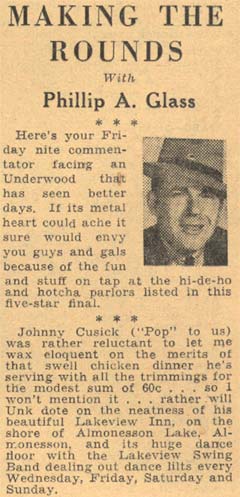 MAKING THE
ROUNDS
With
Phillip A. Glass
* * *
Here's your Fri-
day nite commen-
tator facing an
Underwood that
has seen better
days. If its metal
heart could ache it
sure would envy
you guys and gals
because of the fun
and stuff on tap at the hi-de-ho
and hotcha parlors listed in this
five-star final.
* * *
Johnny Cusick ("Pop" to us)
was rather reluctant to let me
wax eloquent on the merits of
that swell chicken dinner he's
serving with all the trimmings for
the modest sum of 60c . . . so I
won't mention it . . . rather will
Unk dote on the neatness of his
beautiful Lakeview Inn, on the
shore of Almonesson Lake, Al-
monesson, and its huge dance
floor with the Lakeview Swing
Band dealing out dance lilts every
Wednesday, Friday, Saturday and
Sunday.